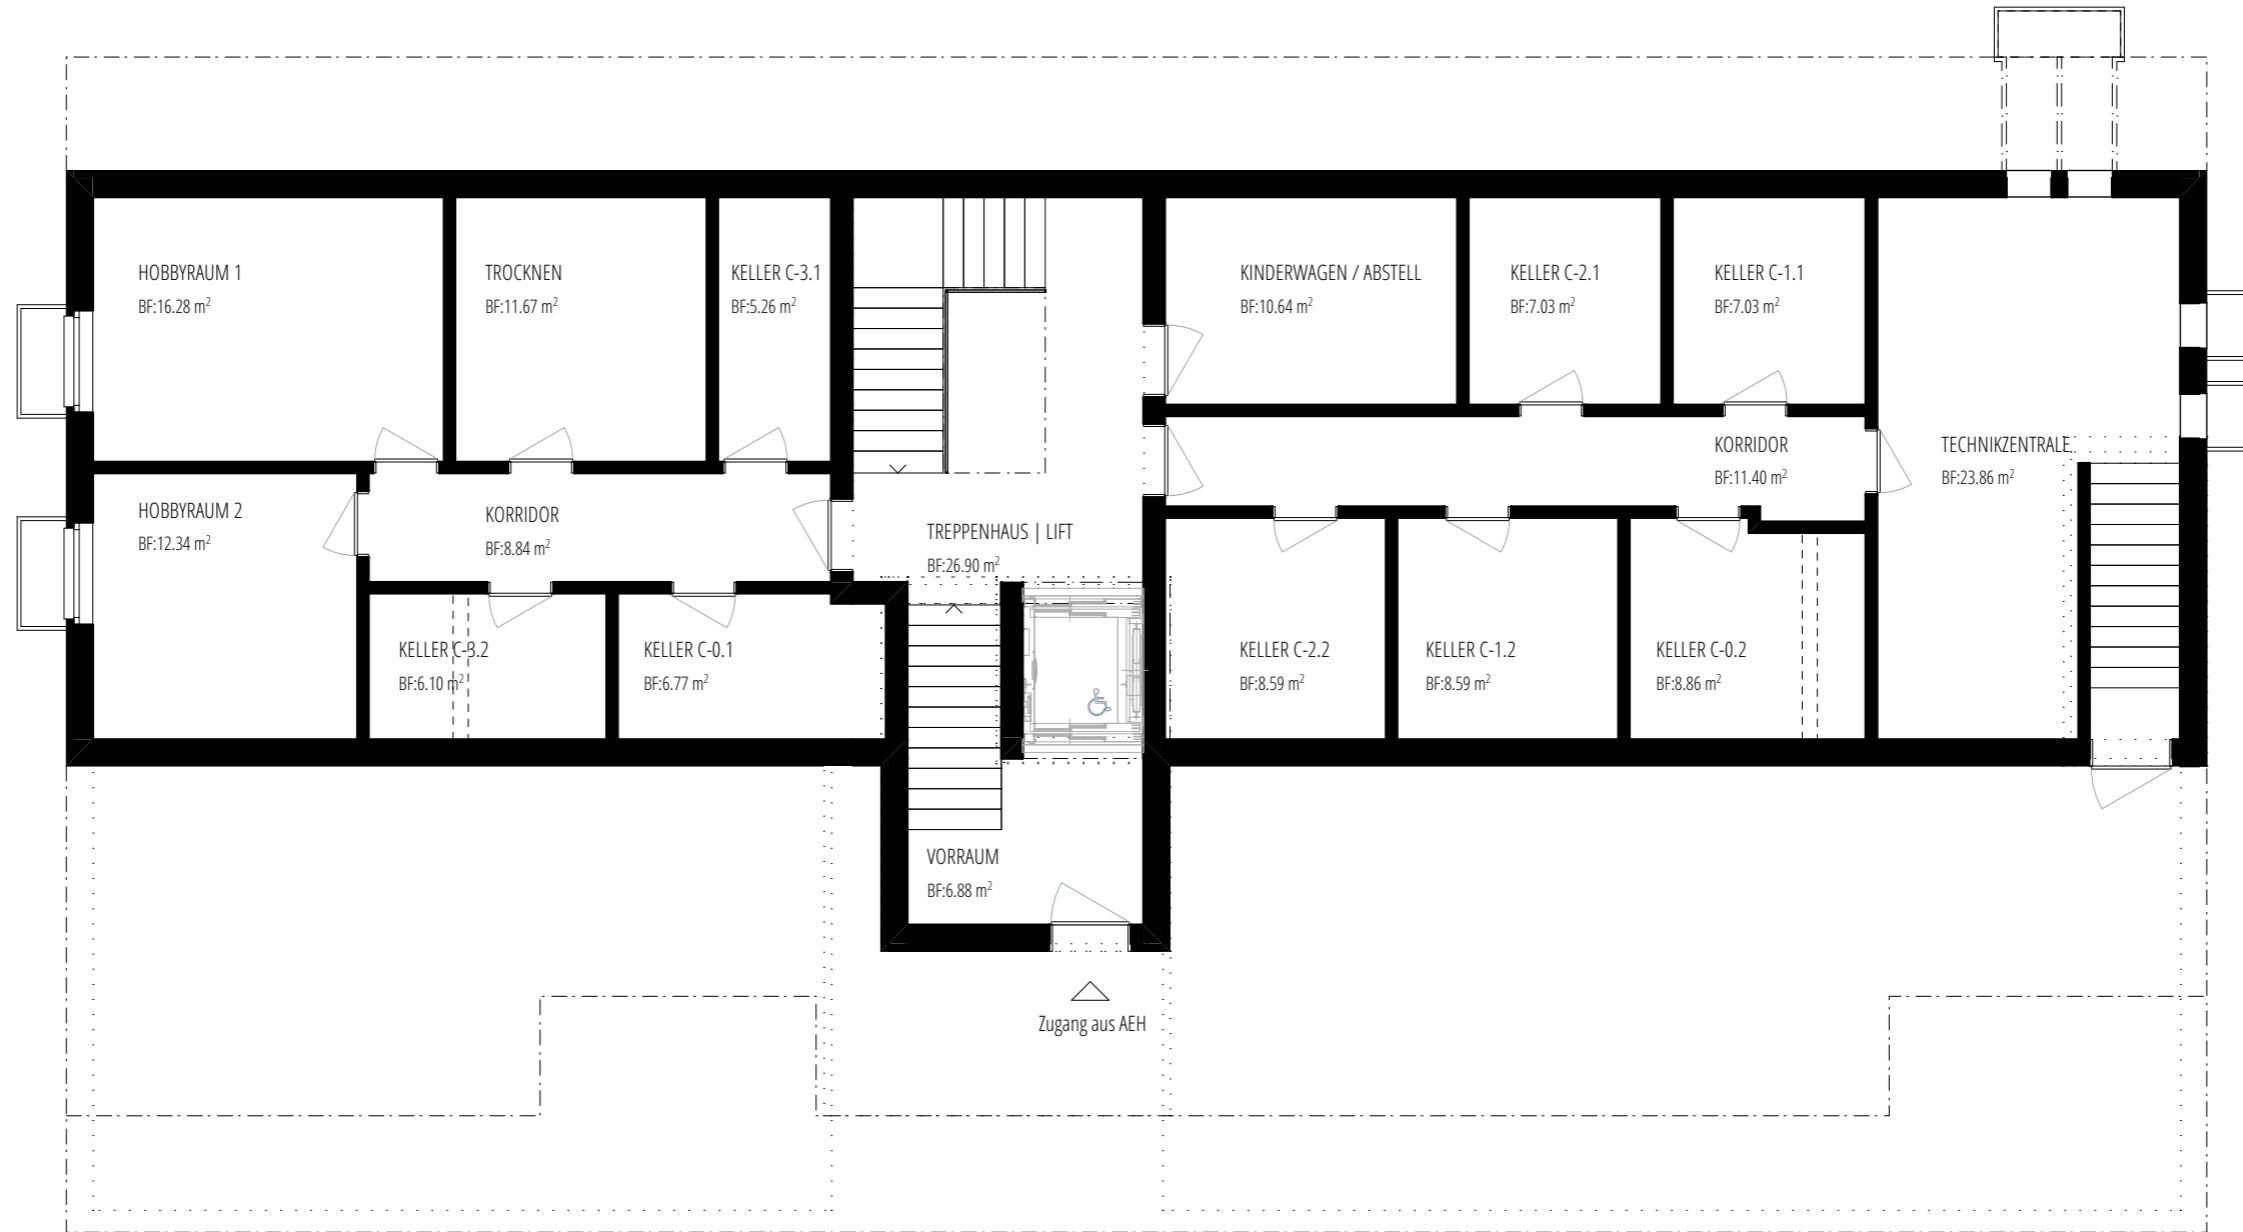 HOBBYRAUM 1
BF:16.28 m²
TROCKNEN
BF:11.67 m²
KELLER C-3.1
BF:5.26 m²
KINDERWAGEN / ABSTELL
BF:10.64 m²
KELLER C-2.1
BF:7.03 m²
KELLER C-1.1
BF:7.03 m²
HOBBYRAUM 2
BF:12.34 m²
KORRIDOR
BF:8.84 m²
TREPPENHAUS | LIFT
BF:26.90 m²
KORRIDOR
BF:11.40 m²
TECHNIKZENTRALE
BF:23.86 m²
KELLER C-3.2
BF:6.10 m²
KELLER C-0.1
BF:6.77 m²
KELLER C-2.2
BF:8.59 m²
KELLER C-1.2
BF:8.59 m²
KELLER C-0.2
BF:8.86 m²
VORRAUM
BF:6.88 m²
Zugang aus AEH